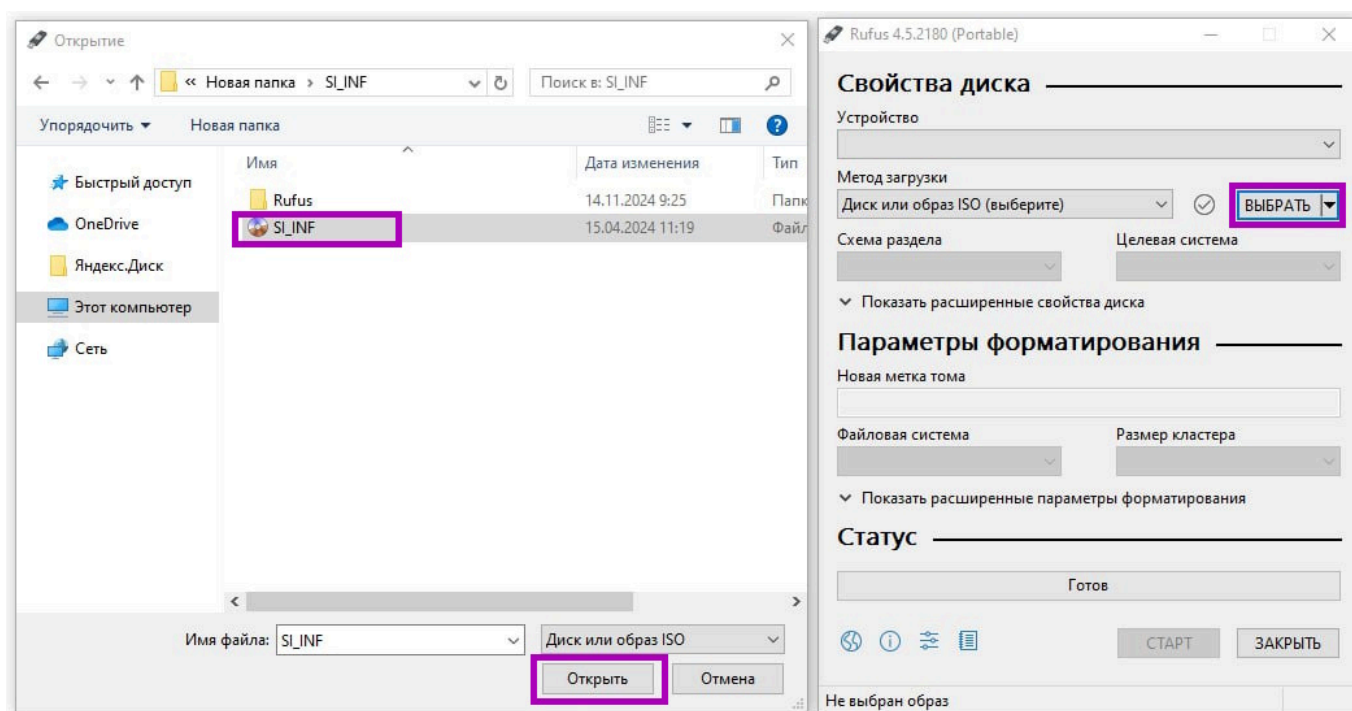 Открытие
« Новая папка › SI_INF
Поиск в: SI_INF
Упорядочить
Новая папка
Быстрый доступ
OneDrive
Яндекс.Диск
Этот компьютер
Сеть
Имя Дата изменения Тип
Rufus 14.11.2024 9:25 Папк
SI_INF 15.04.2024 11:19 Файл
Имя файла: SI_INF Диск или образ ISO
Открыть Отмена
Rufus 4.5.2180 (Portable)
Свойства диска
Устройство
Метод загрузки
Диск или образ ISO (выберите) ВЫБРАТЬ
Схема раздела Целевая система
Показать расширенные свойства диска
Параметры форматирования
Новая метка тома
Файловая система Размер кластера
Показать расширенные параметры форматирования
Статус
Готов
СТАРТ ЗАКРЫТЬ
Не выбран образ